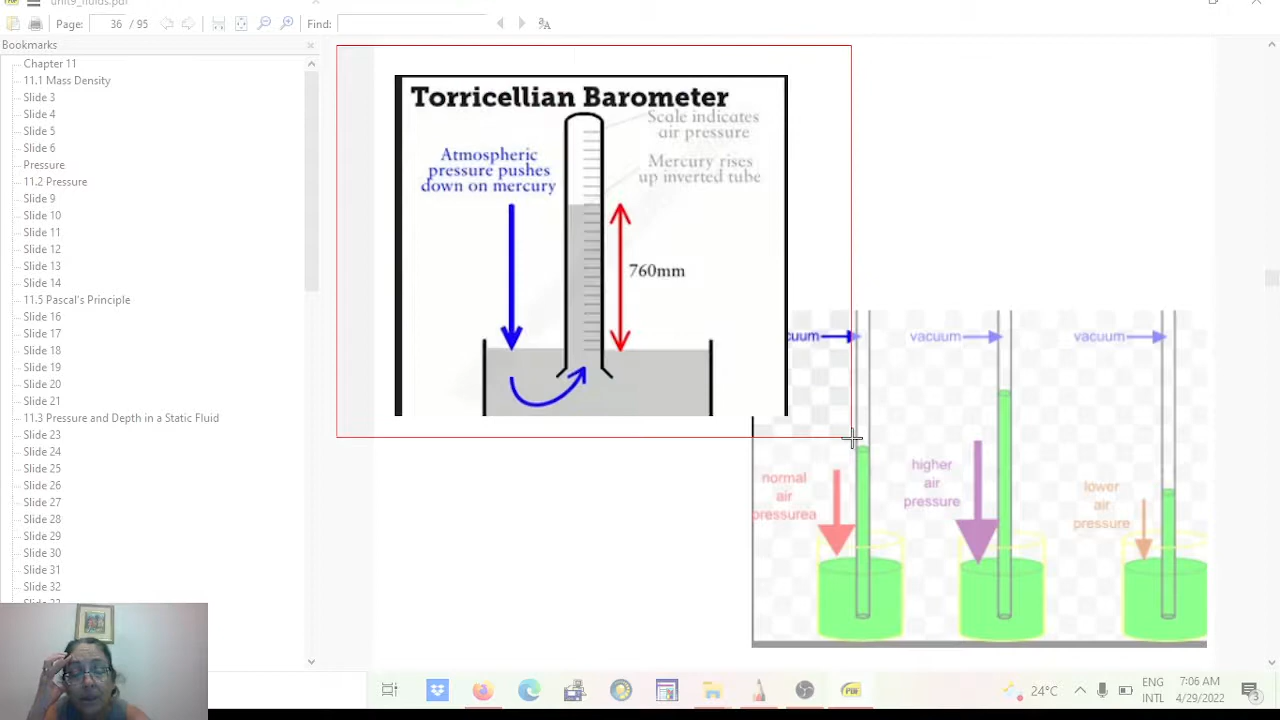 unit9_fluids.pdf
Page: 36 / 95 Find:
Bookmarks
Chapter 11
11.1 Mass Density
Slide 3
Slide 4
Slide 5
Slide 6
Pressure
11.2 Pressure
Slide 9
Slide 10
Slide 11
Slide 12
Slide 13
Slide 14
11.5 Pascal's Principle
Slide 16
Slide 17
Slide 18
Slide 19
Slide 20
Slide 21
11.3 Pressure and Depth in a Static Fluid
Slide 23
Slide 24
Slide 25
Slide 26
Slide 27
Slide 28
Slide 29
Slide 30
Slide 31
Slide 32
Torricellian Barometer
Scale indicates
air pressure
Atmospheric
pressure pushes
down on mercury
Mercury rises
up inverted tube
760mm
cuum
vacuum
vacuum
normal
air
pressurea
higher
air
pressure
lower
air
pressure
PDF
24°C
ENG
INTL
7:06 AM
4/29/2022
3